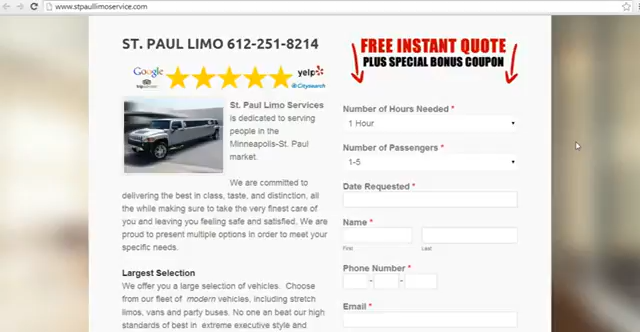 www.stpaullimoservice.com
ST. PAUL LIMO 612-251-8214
Google
yelp
tripadvisor
Citysearch
St. Paul Limo Services
is dedicated to serving
people in the
Minneapolis-St. Paul
market.
We are committed to
delivering the best in class, taste, and distinction, all
the while making sure to take the very finest care of
you and leaving you feeling safe and satisfied. We are
proud to present multiple options in order to meet your
specific needs.
Largest Selection
We offer you a large selection of vehicles. Choose
from our fleet of modern vehicles, including stretch
limos, vans and party buses. No one an beat our high
standards of best in extreme executive style and
FREE INSTANT QUOTE
PLUS SPECIAL BONUS COUPON
Number of Hours Needed *
1 Hour
Number of Passengers *
1-5
Date Requested *
Name *
First
Last
Phone Number *
- -
Email *